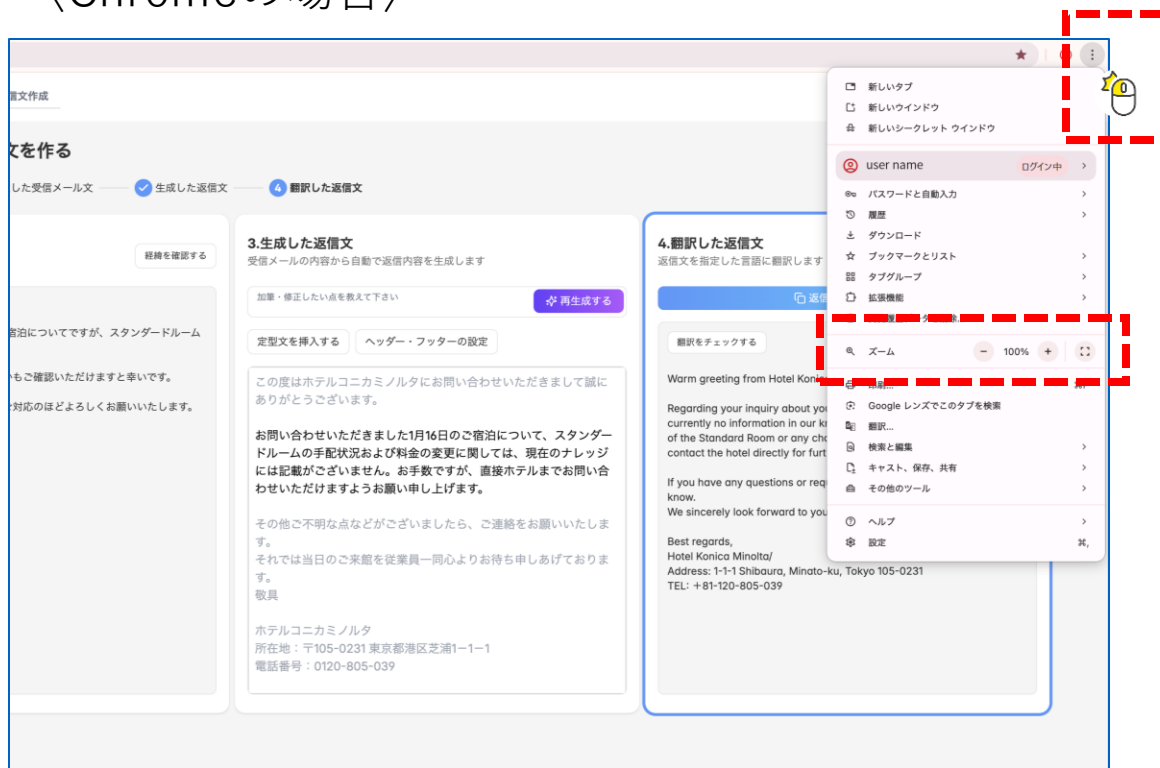 〈Chromeの場合〉
信文作成
文を作る
した受信メール文
生成した返信文
4 翻訳した返信文
経緯を確認する
宿泊についてですが、スタンダードルーム
いもご確認いただけますと幸いです。
対応のほどよろしくお願いいたします。
3.生成した返信文
受信メールの内容から自動で返信内容を生成します
加筆・修正したい点を教えて下さい
再生成する
定型文を挿入する
ヘッダー・フッターの設定
この度はホテルコニカミノルタにお問い合わせいただきまして誠に
ありがとうございます。
お問い合わせいただきました1月16日のご宿泊について、スタンダー
ドルームの手配状況および料金の変更に関しては、現在のナレッジ
には記載がございません。お手数ですが、直接ホテルまでお問い合
わせいただけますようお願い申し上げます。
その他ご不明な点などがございましたら、ご連絡をお願いいたしま
す。
それでは当日のご来館を従業員一同心よりお待ち申しあげておりま
す。
敬具
ホテルコニカミノルタ
所在地：〒105-0231 東京都港区芝浦1ー1ー1
電話番号：0120-805-039
4.翻訳した返信文
返信文を指定した言語に翻訳します
返信
翻訳をチェックする
Warm greeting from Hotel Konic
Regarding your inquiry about you
currently no information in our kn
of the Standard Room or any cha
contact the hotel directly for furt
If you have any questions or req
know.
We sincerely look forward to you
Best regards,
Hotel Konica Minolta/
Address: 1-1-1 Shibaura, Minato-ku, Tokyo 105-0231
TEL: +81-120-805-039
新しいタブ
新しいウインドウ
新しいシークレット ウインドウ
user name ログイン中
パスワードと自動入力
履歴
ダウンロード
ブックマークとリスト
タブグループ
拡張機能
ズーム − 100% +
印刷...
Google レンズでこのタブを検索
翻訳...
検索と編集
キャスト、保存、共有
その他のツール
ヘルプ
設定 ⌘,